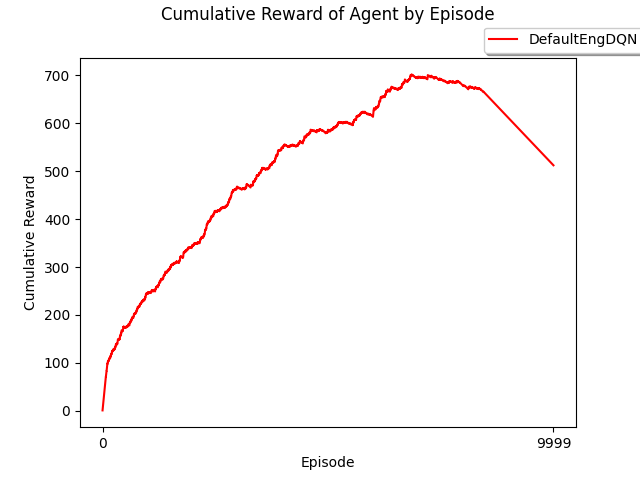 Cumulative Reward of Agent by Episode
DefaultEngDQN
700
600
500
400
300
200
100
0
Cumulative Reward
0 9999
Episode